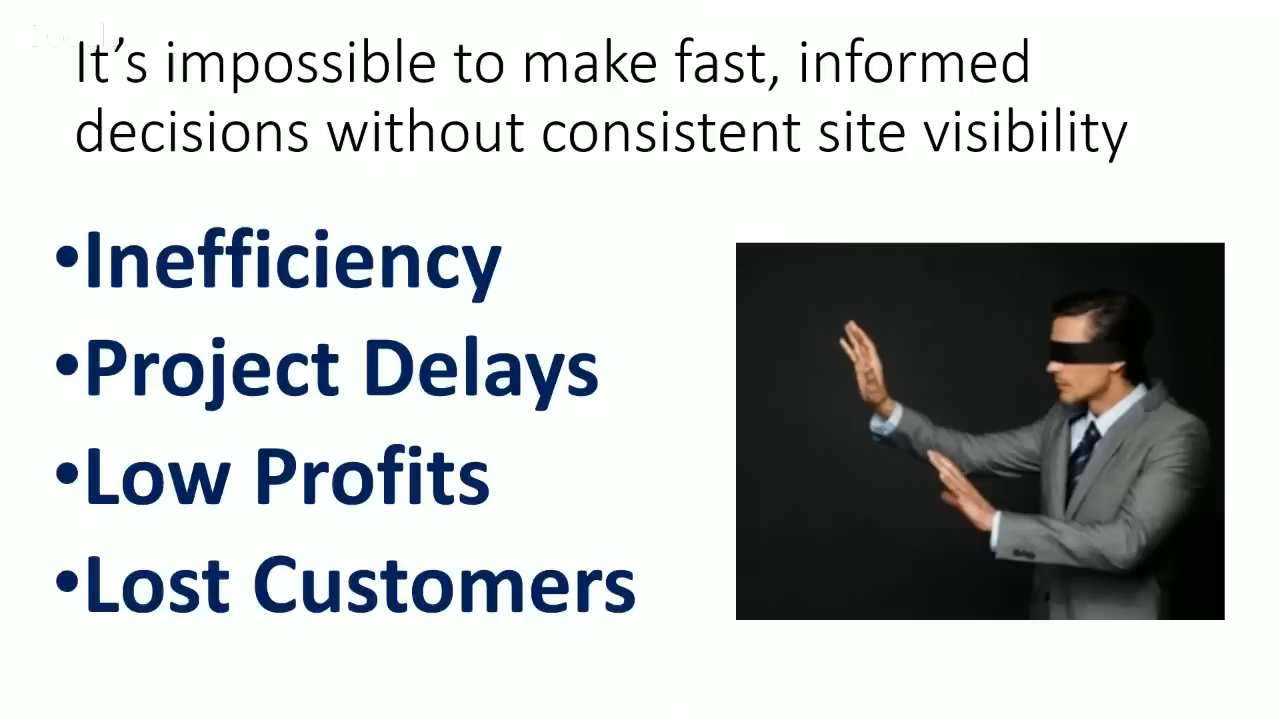 It’s impossible to make fast, informed
decisions without consistent site visibility
•Inefficiency
•Project Delays
•Low Profits
•Lost Customers